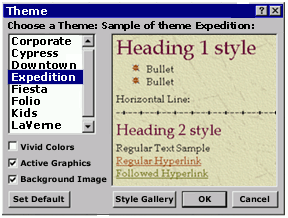 Theme
Choose a Theme: Sample of theme Expedition:
Corporate
Cypress
Downtown
Expedition
Fiesta
Folio
Kids
LaVerne
Vivid Colors
Active Graphics
Background Image
Heading 1 style
Bullet
Bullet
Horizontal Line:
Heading 2 style
Regular Text Sample
Regular Hyperlink
Followed Hyperlink
Set Default
Style Gallery
OK
Cancel